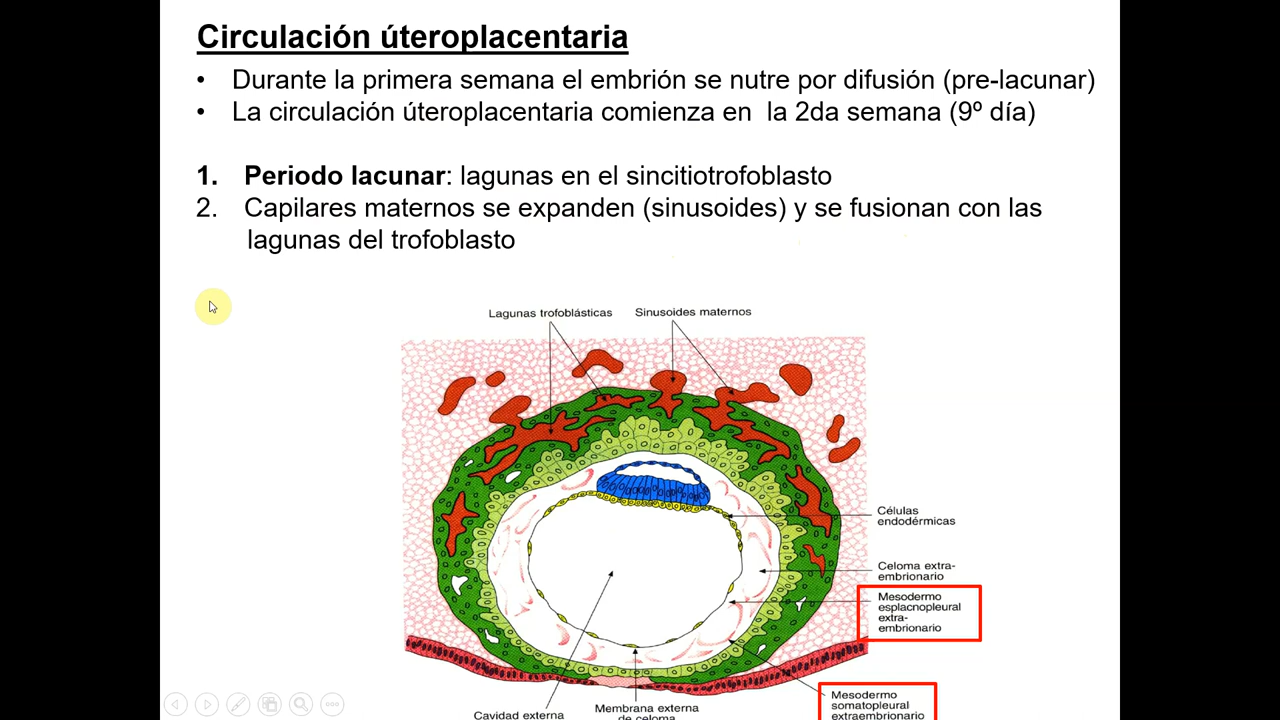 Circulación úteroplacentaria
• Durante la primera semana el embrión se nutre por difusión (pre-lacunar)
• La circulación úteroplacentaria comienza en  la 2da semana (9º día)
1. Periodo lacunar: lagunas en el sincitiotrofoblasto
2. Capilares maternos se expanden (sinusoides) y se fusionan con las
lagunas del trofoblasto
Lagunas trofoblásticas
Sinusoides maternos
Células
endodérmicas
Celoma extra-
embrionario
Mesodermo
esplacnopleural
extra-
embrionario
Mesodermo
somatopleural
extraembrionario
Membrana externa
de celoma
Cavidad externa